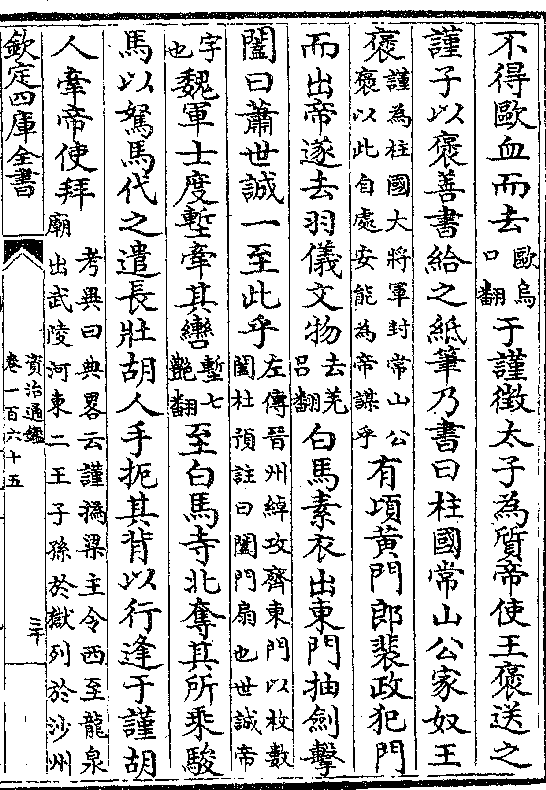 不得歐血而去歐烏口翻于謹徵太子為質帝使王褒送之
謹子以褒善書給之紙筆乃書曰柱國常山公家奴王
褒謹為柱國大將軍封常山公褒以此自處安能為帝謀乎有頃黃門郎裴政犯門
而出帝遂去羽儀文物去羌呂翻白馬素衣出東門抽劍擊
闔曰蕭世誠一至此乎左傳晉州綽攻齊東門以枚數闔杜預註曰闔門扇也世誠帝
字也魏軍士度塹牽其轡塹七豔翻至白馬寺北奪其所乘駿
馬以駑馬代之遣長壯胡人手扼其背以行逢于謹胡
人牽帝使拜考異曰典畧云謹撝梁主令西至龍泉廟出武陵河東二王子孫於獄列於沙州
欽定四庫全書
資治通鑑
卷一百六十五
三十